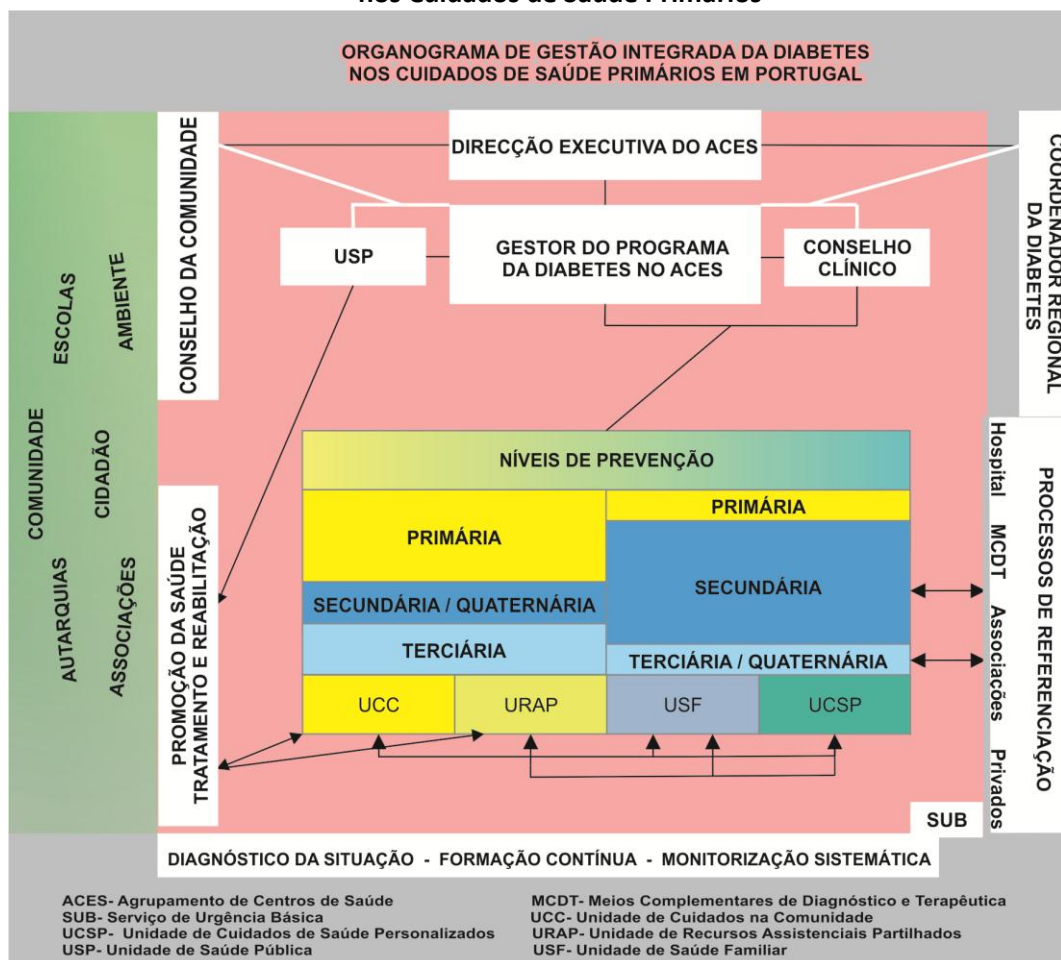 nos Cuidados de Saúde Primários
ORGANOGRAMA DE GESTÃO INTEGRADA DA DIABETES
NOS CUIDADOS DE SAÚDE PRIMÁRIOS EM PORTUGAL
CONSELHO DA COMUNIDADE
DIRECÇÃO EXECUTIVA DO ACES
COORDENADOR REGIONAL
DA DIABETES
USP
GESTOR DO PROGRAMA
DA DIABETES NO ACES
CONSELHO
CLÍNICO
ESCOLAS
AMBIENTE
COMUNIDADE
CIDADÃO
AUTARQUIAS
ASSOCIAÇÕES
PROMOÇÃO DA SAÚDE
TRATAMENTO E REABILITAÇÃO
NÍVEIS DE PREVENÇÃO
PRIMÁRIA
SECUNDÁRIA / QUATERNÁRIA
TERCIÁRIA
PRIMÁRIA
SECUNDÁRIA
TERCIÁRIA / QUATERNÁRIA
UCC
URAP
USF
UCSP
Hospital MCDT Associações Privados
PROCESSOS DE REFERENCIAÇÃO
SUB
DIAGNÓSTICO DA SITUAÇÃO - FORMAÇÃO CONTÍNUA - MONITORIZAÇÃO SISTEMÁTICA
ACES- Agrupamento de Centros de Saúde
SUB- Serviço de Urgência Básica
UCSP- Unidade de Cuidados de Saúde Personalizados
USP- Unidade de Saúde Pública
MCDT- Meios Complementares de Diagnóstico e Terapêutica
UCC- Unidade de Cuidados na Comunidade
URAP- Unidade de Recursos Assistenciais Partilhados
USF- Unidade de Saúde Familiar